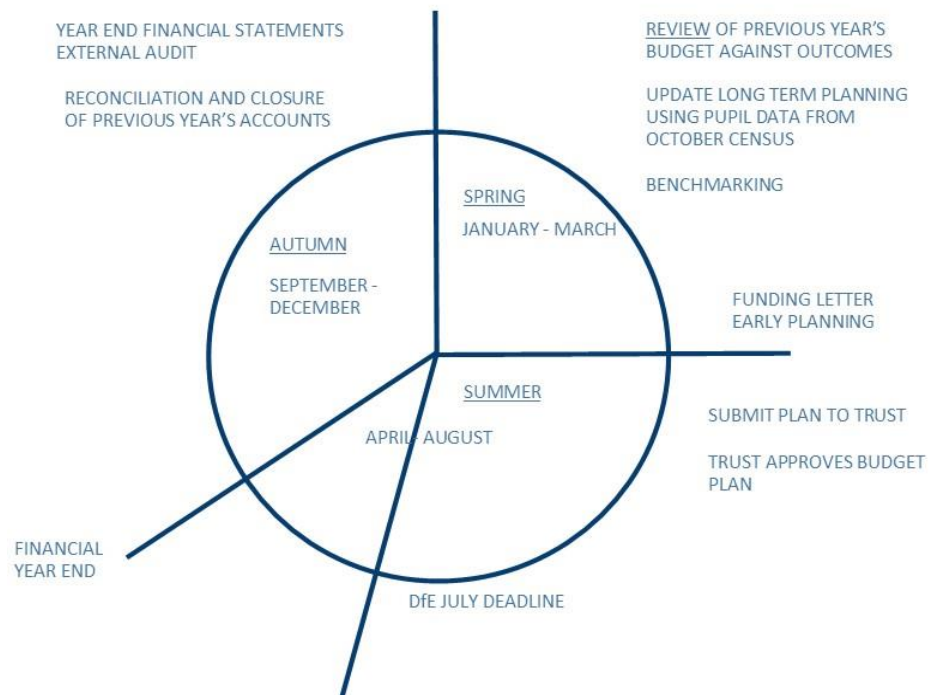 YEAR END FINANCIAL STATEMENTS
EXTERNAL AUDIT
RECONCILIATION AND CLOSURE
OF PREVIOUS YEAR'S ACCOUNTS
REVIEW OF PREVIOUS YEAR'S
BUDGET AGAINST OUTCOMES
UPDATE LONG TERM PLANNING
USING PUPIL DATA FROM
OCTOBER CENSUS
BENCHMARKING
SPRING
JANUARY - MARCH
AUTUMN
SEPTEMBER -
DECEMBER
FUNDING LETTER
EARLY PLANNING
SUMMER
APRIL- AUGUST
SUBMIT PLAN TO TRUST
TRUST APPROVES BUDGET
PLAN
FINANCIAL
YEAR END
DfE JULY DEADLINE